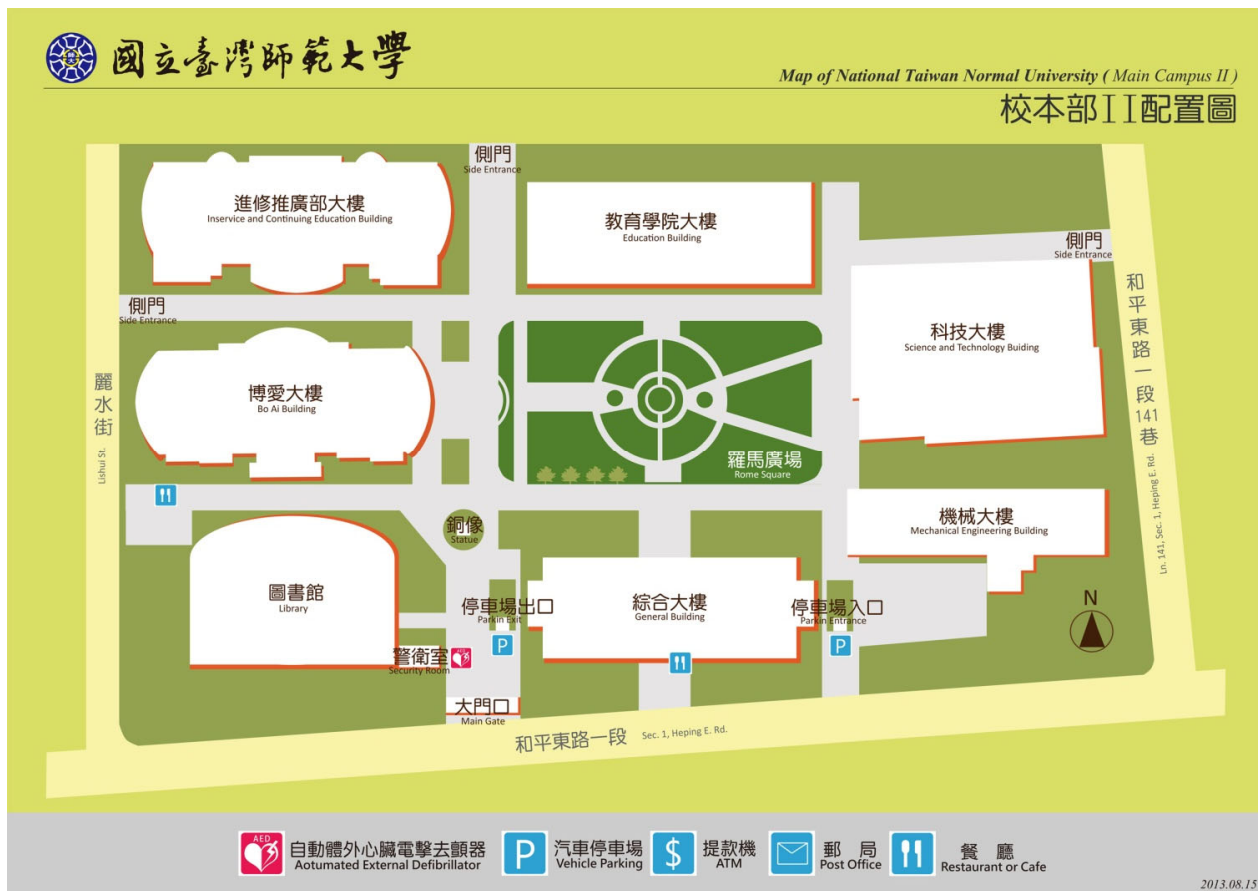 國立臺灣師範大學
Map of National Taiwan Normal University ( Main Campus II )
校本部II配置圖
側門
Side Entrance
進修推廣部大樓
Inservice and Continuing Education Building
教育學院大樓
Education Building
側門
Side Entrance
側門
Side Entrance
科技大樓
Science and Technology Buiding
和平東路一段141巷
Ln. 141, Sec. 1, Heping E. Rd.
麗水街
Lishui St.
博愛大樓
Bo Ai Building
羅馬廣場
Rome Square
銅像
Statue
機械大樓
Mechanical Engineering Building
圖書館
Library
停車場出口
Parkin Exit
P
綜合大樓
General Building
停車場入口
Parkin Entrance
P
N
警衛室
Security Room
AED
大門口
Main Gate
和平東路一段 Sec. 1, Heping E. Rd.
AED
自動體外心臟電擊去顫器
Aotumated External Defibrillator
P
汽車停車場
Vehicle Parking
$
提款機
ATM
郵局
Post Office
餐廳
Restaurant or Cafe
2013.08.15